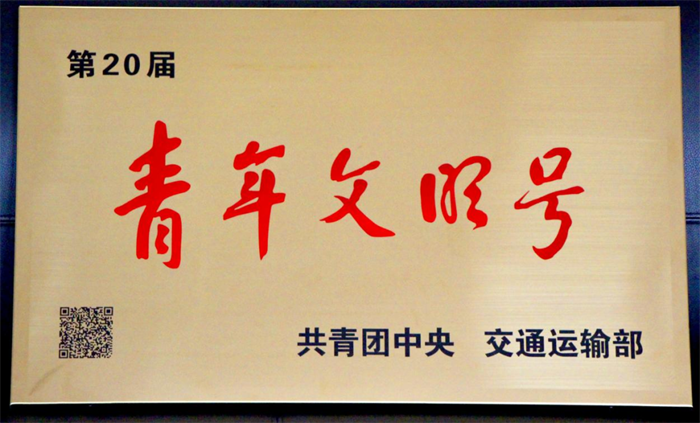 第20届
青年文明号
共青团中央 交通运输部